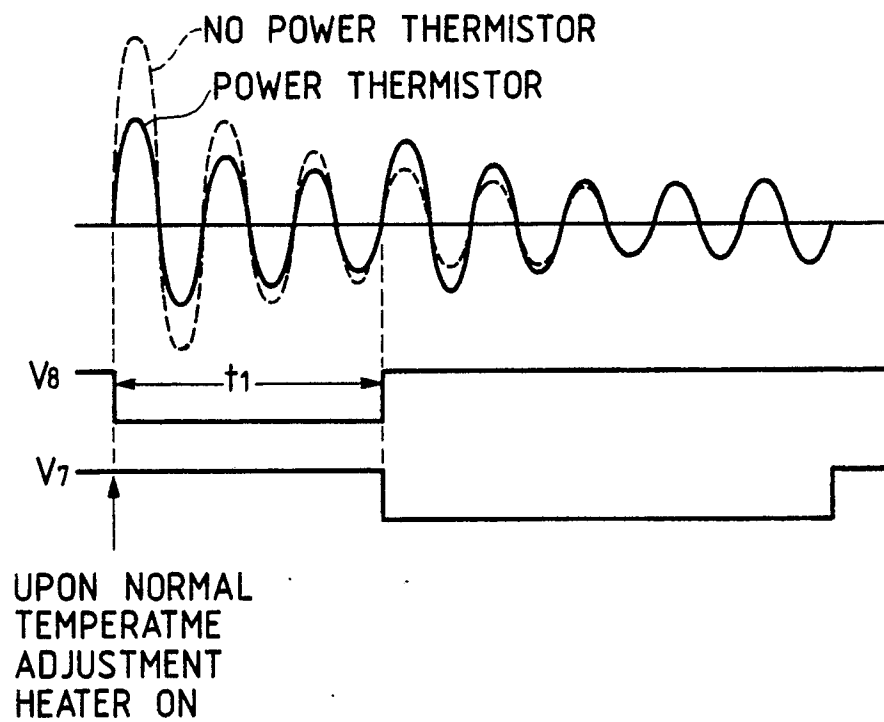 NO POWER THERMISTOR
POWER THERMISTOR
V8
t1
V7
UPON NORMAL
TEMPERATME
ADJUSTMENT
HEATER ON